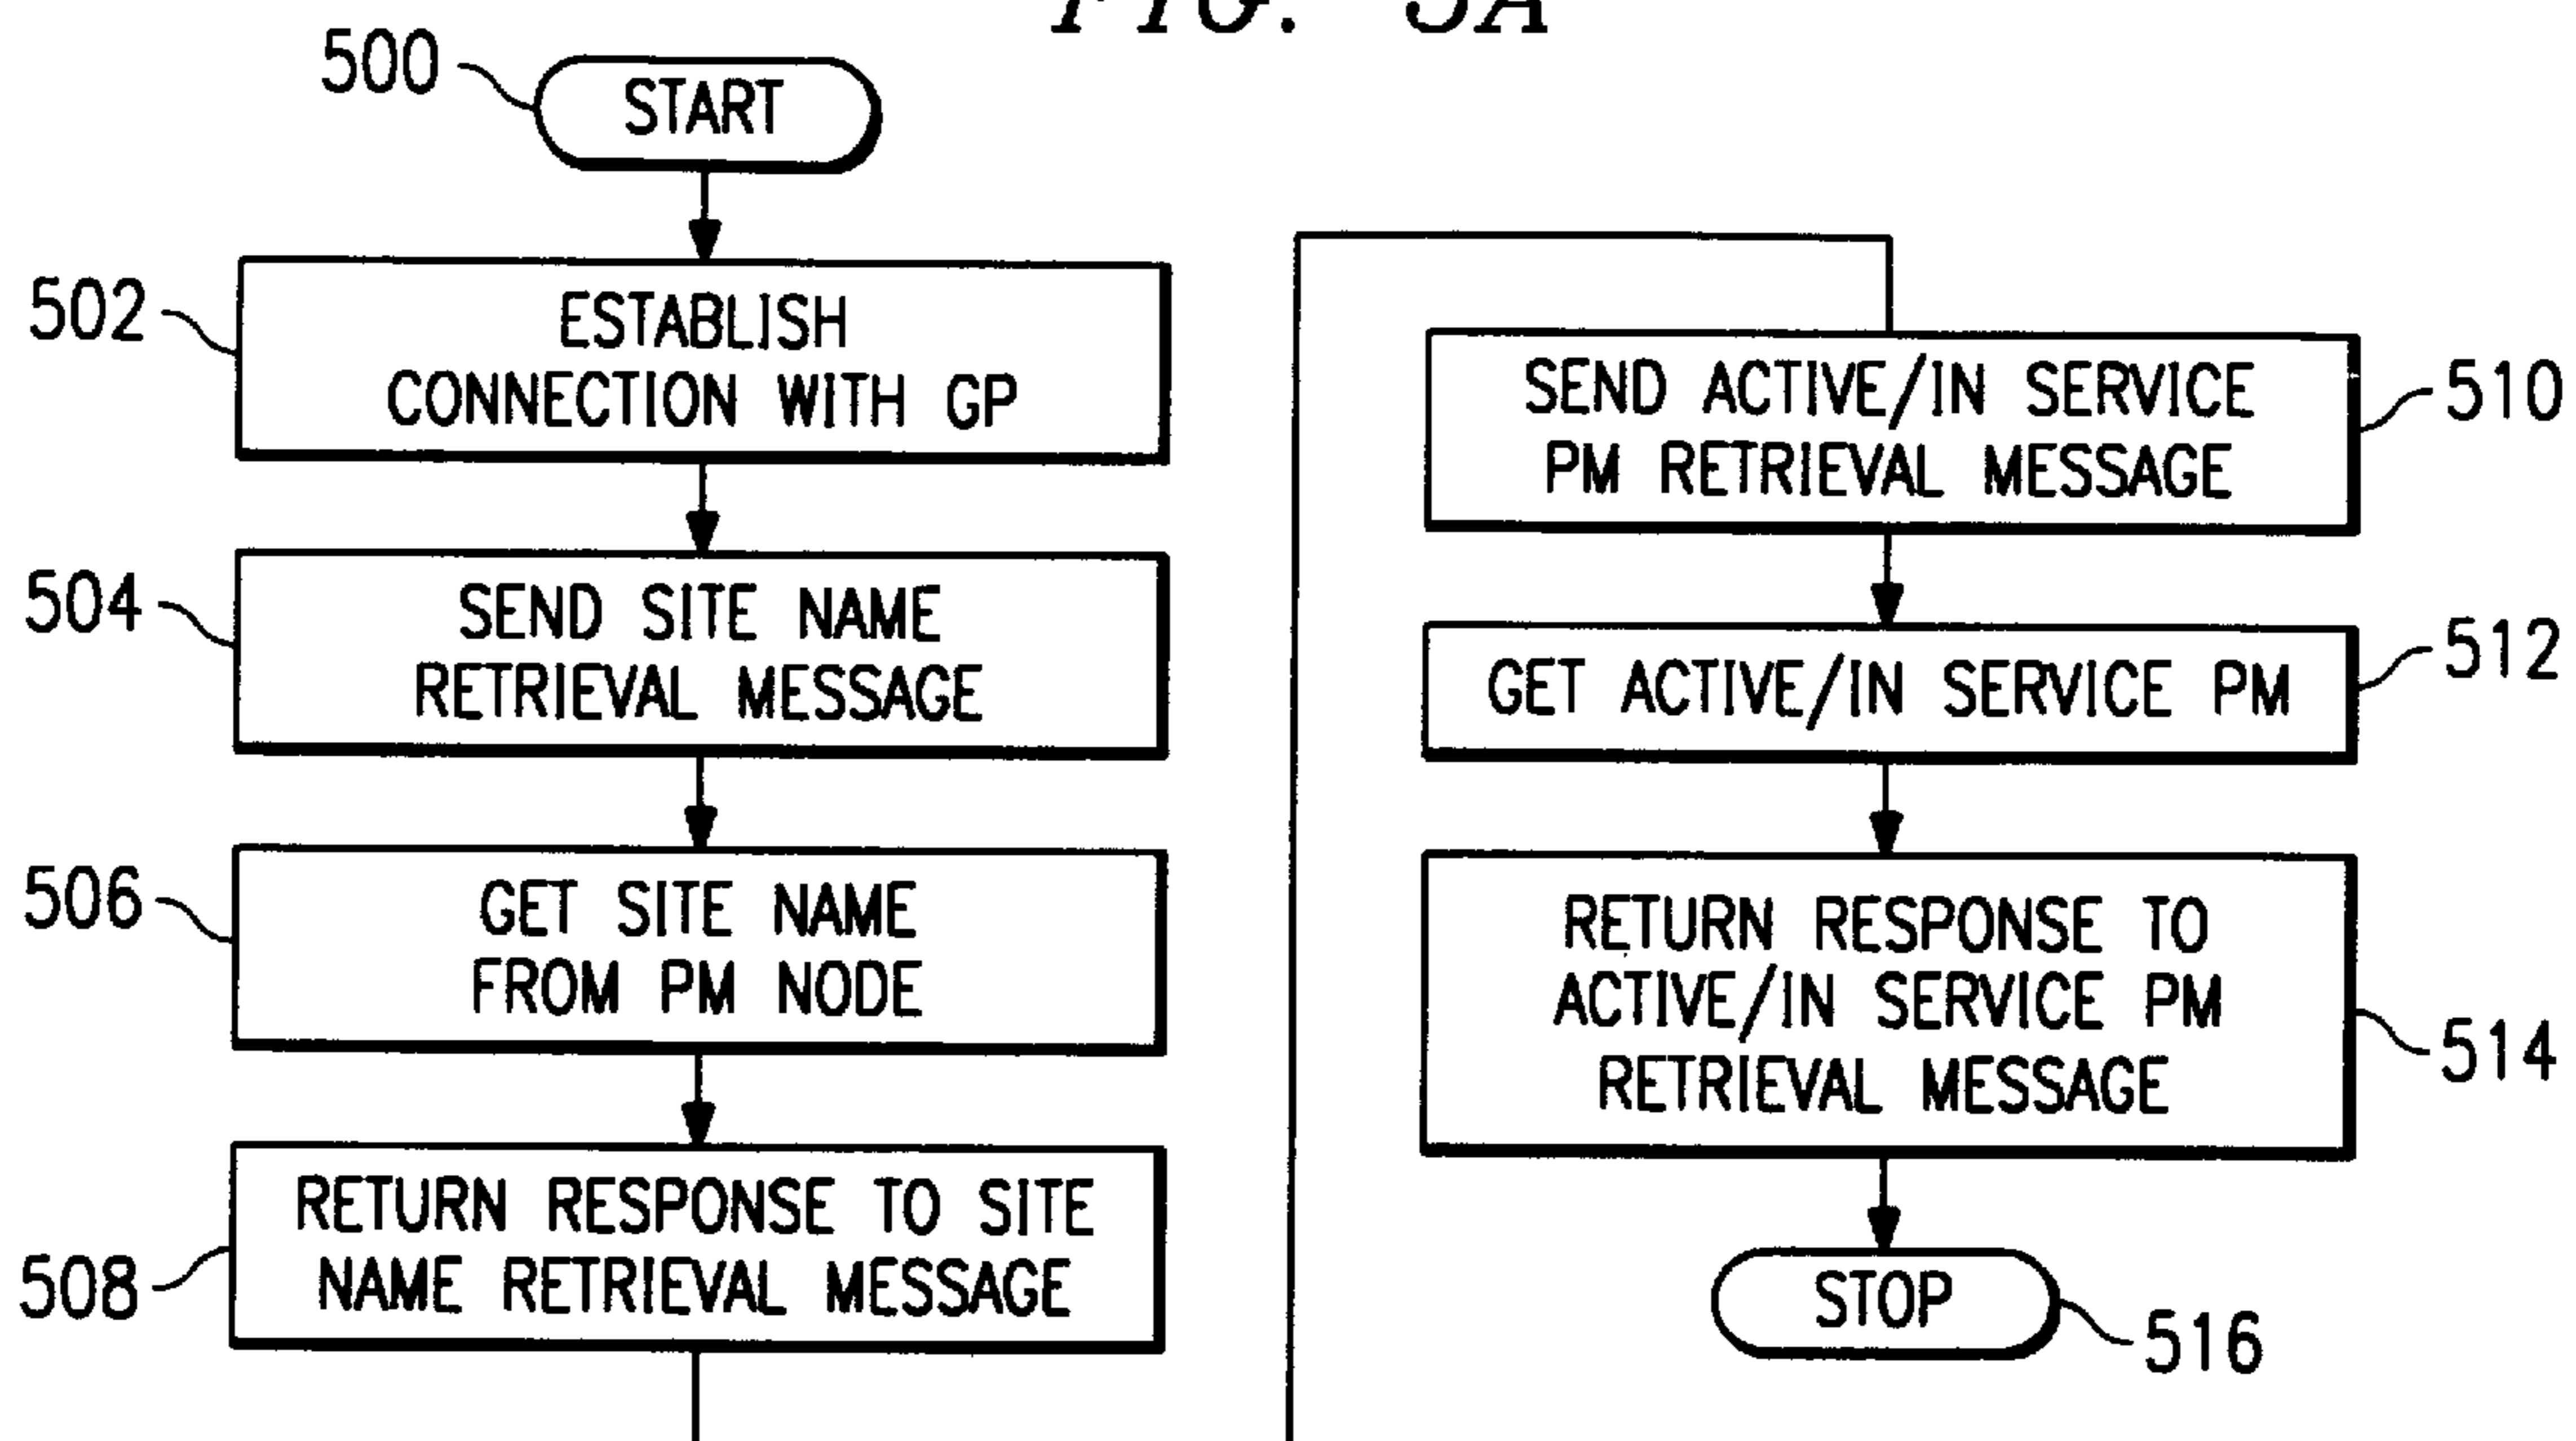 FIG. 5A
500
START
502
ESTABLISH
CONNECTION WITH GP
504
SEND SITE NAME
RETRIEVAL MESSAGE
506
GET SITE NAME
FROM PM NODE
508
RETURN RESPONSE TO SITE
NAME RETRIEVAL MESSAGE
SEND ACTIVE/IN SERVICE
PM RETRIEVAL MESSAGE
510
GET ACTIVE/IN SERVICE PM
512
RETURN RESPONSE TO
ACTIVE/IN SERVICE PM
RETRIEVAL MESSAGE
514
STOP
516